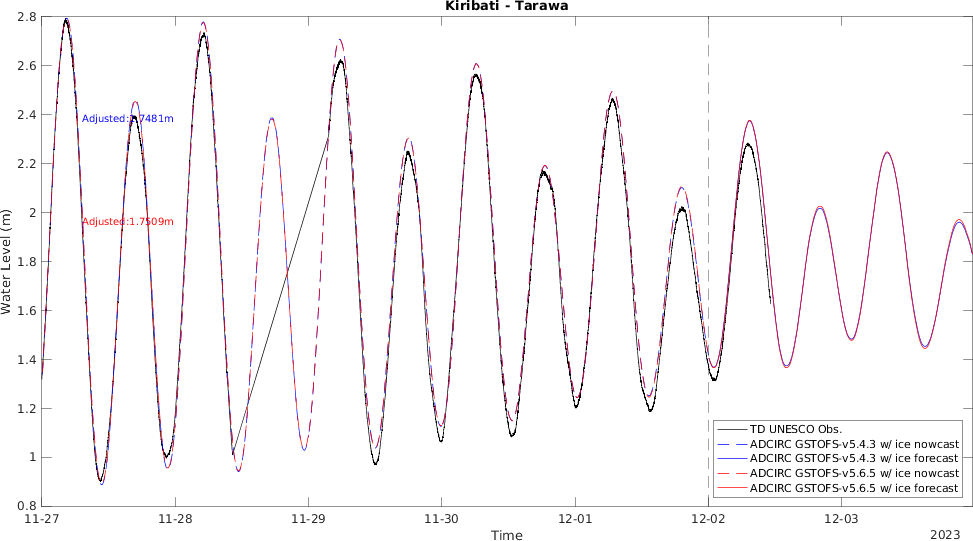 Kiribati - Tarawa
2.8
2.6
2.4
2.2
2
1.8
1.6
1.4
1.2
1
0.8
Water Level (m)
Adjusted:1.7481m
Adjusted:1.7509m
TD UNESCO Obs.
ADCIRC GSTOFS-v5.4.3 w/ ice nowcast
ADCIRC GSTOFS-v5.4.3 w/ ice forecast
ADCIRC GSTOFS-v5.6.5 w/ ice nowcast
ADCIRC GSTOFS-v5.6.5 w/ ice forecast
11-27 11-28 11-29 11-30 12-01 12-02 12-03
Time
2023